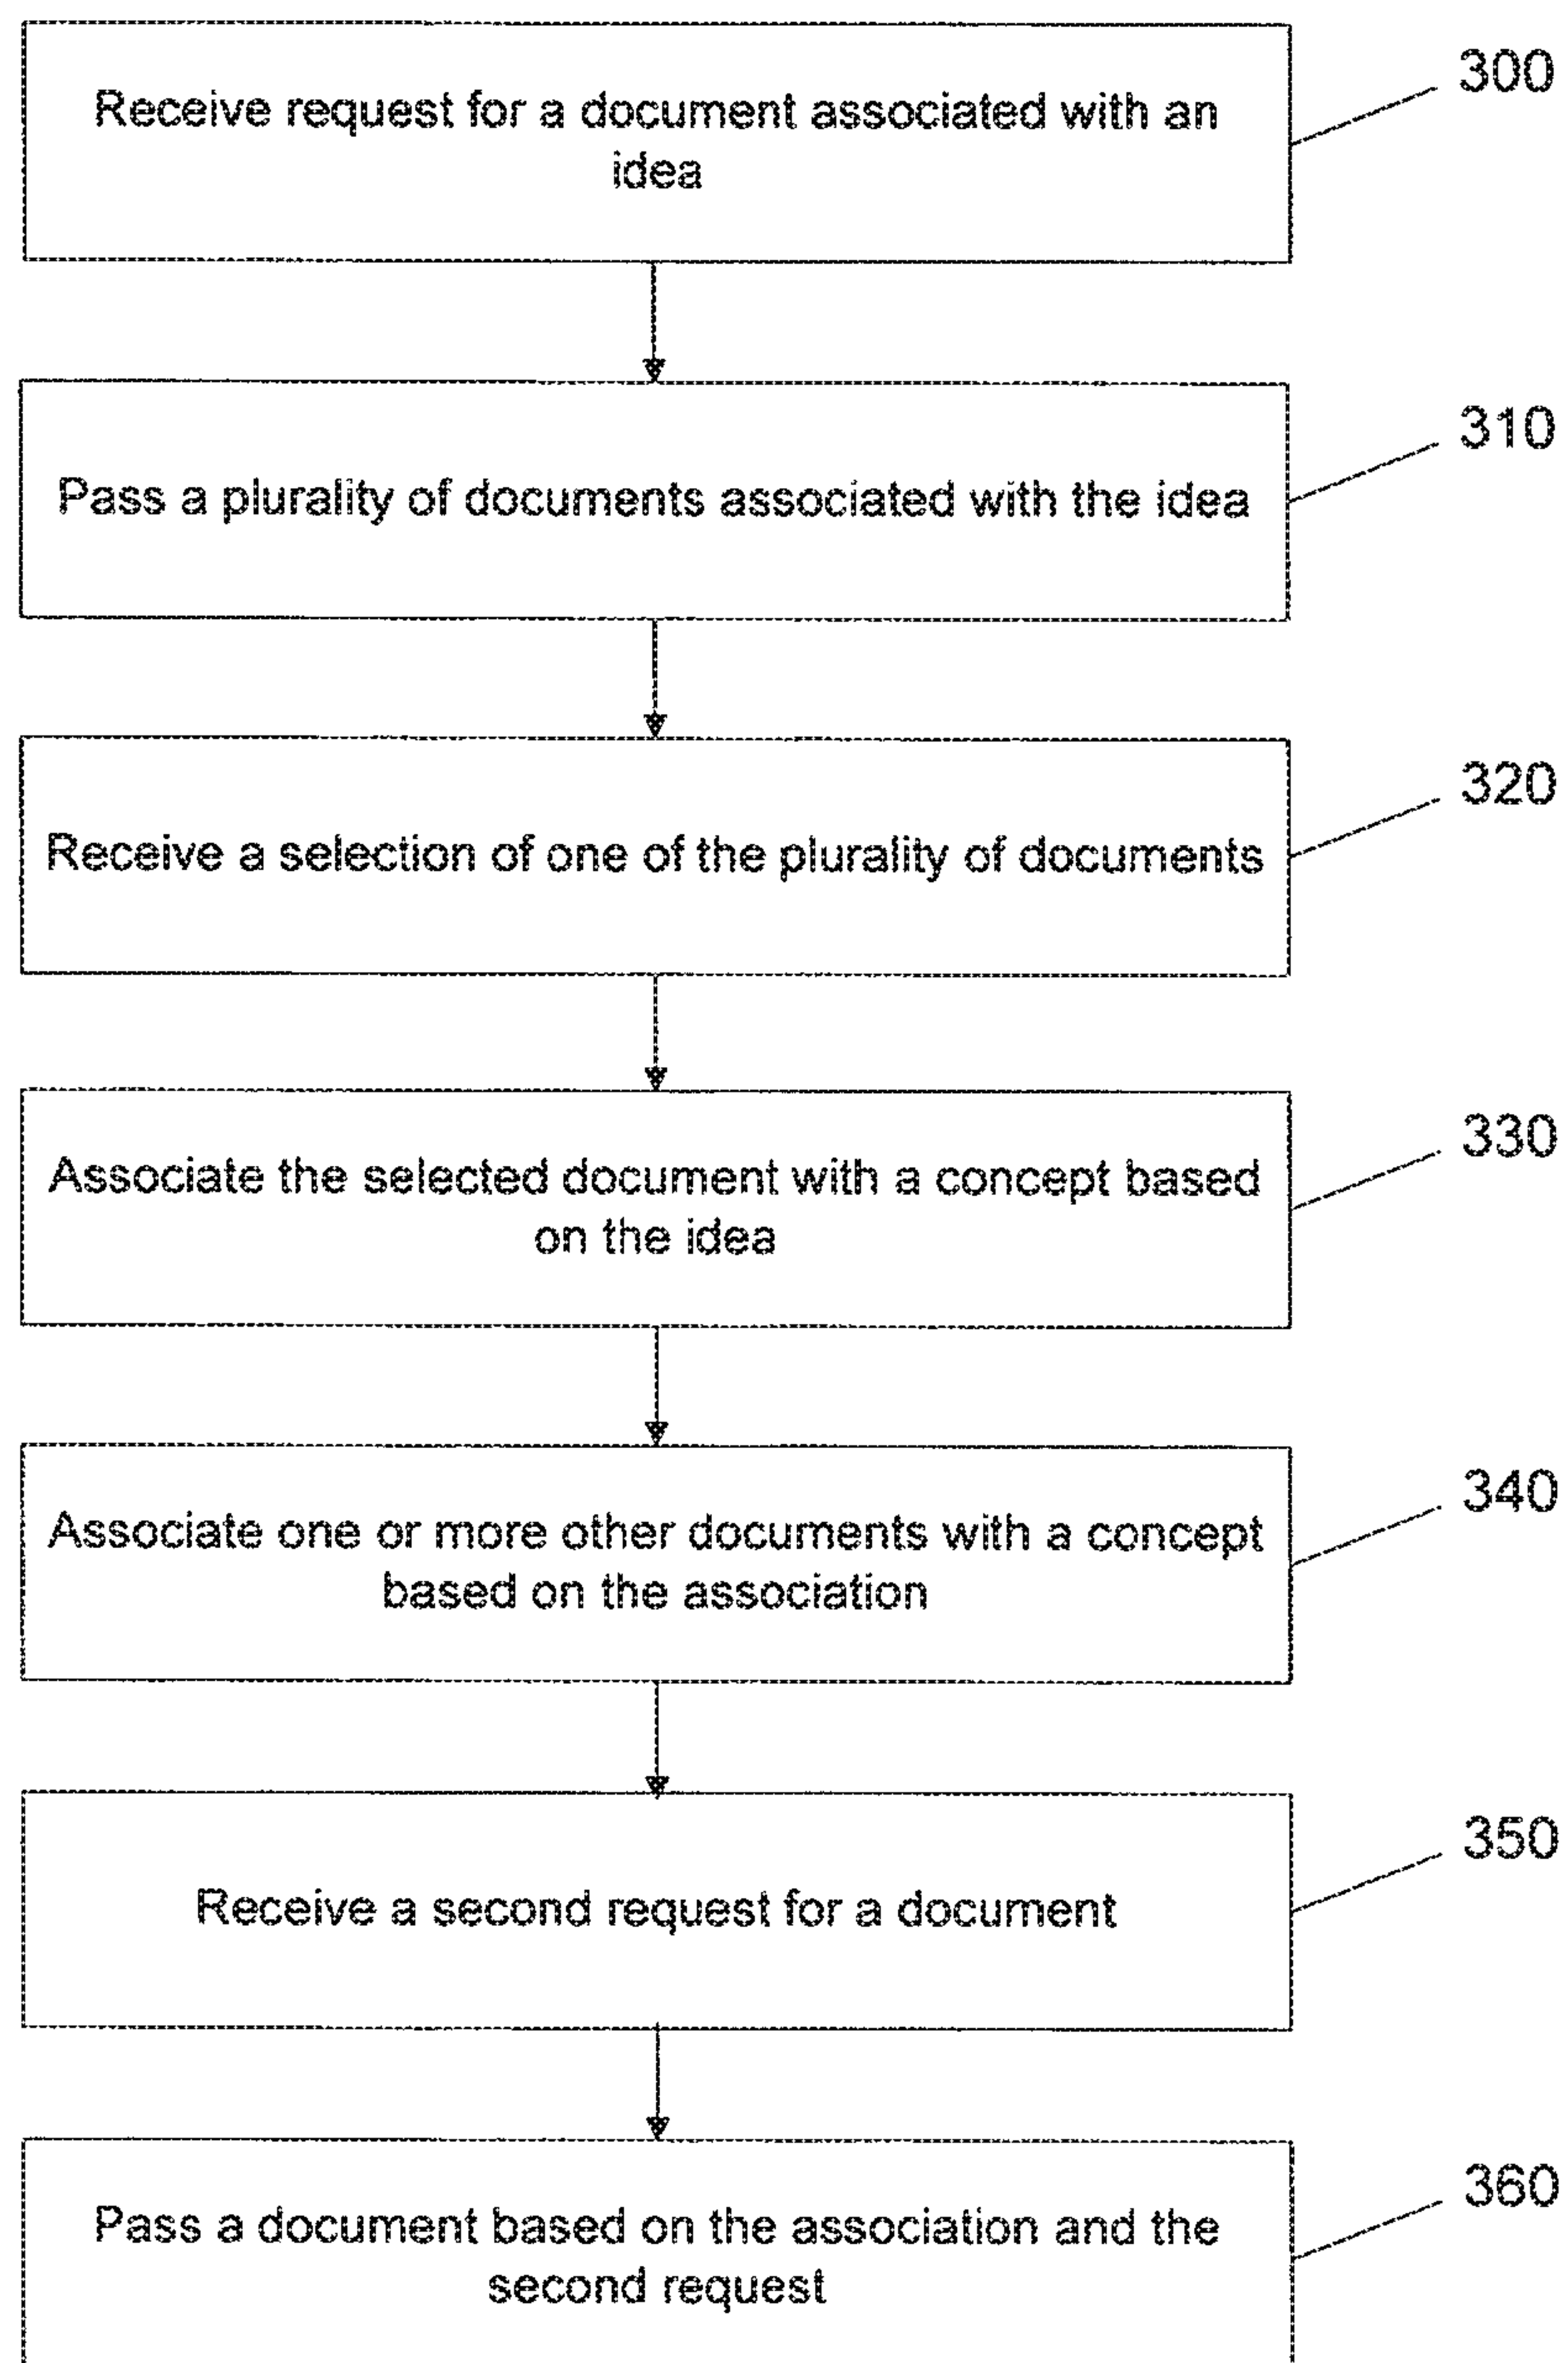 Receive request for a document associated with an
idea
300
Pass a plurality of documents associated with the idea
310
Receive a selection of one of the plurality of documents
320
Associate the selected document with a concept based
on the idea
330
Associate one or more other documents with a concept
based on the association
340
Receive a second request for a document
350
Pass a document based on the association and the
second request
360